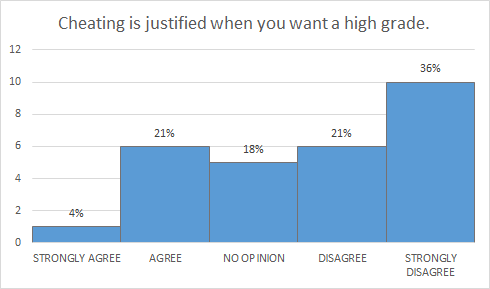 Cheating is justified when you want a high grade.
12
10
8
6
4
2
0
4%
21%
18%
21%
36%
STRONGLY AGREE
AGREE
NO OPINION
DISAGREE
STRONGLY
DISAGREE